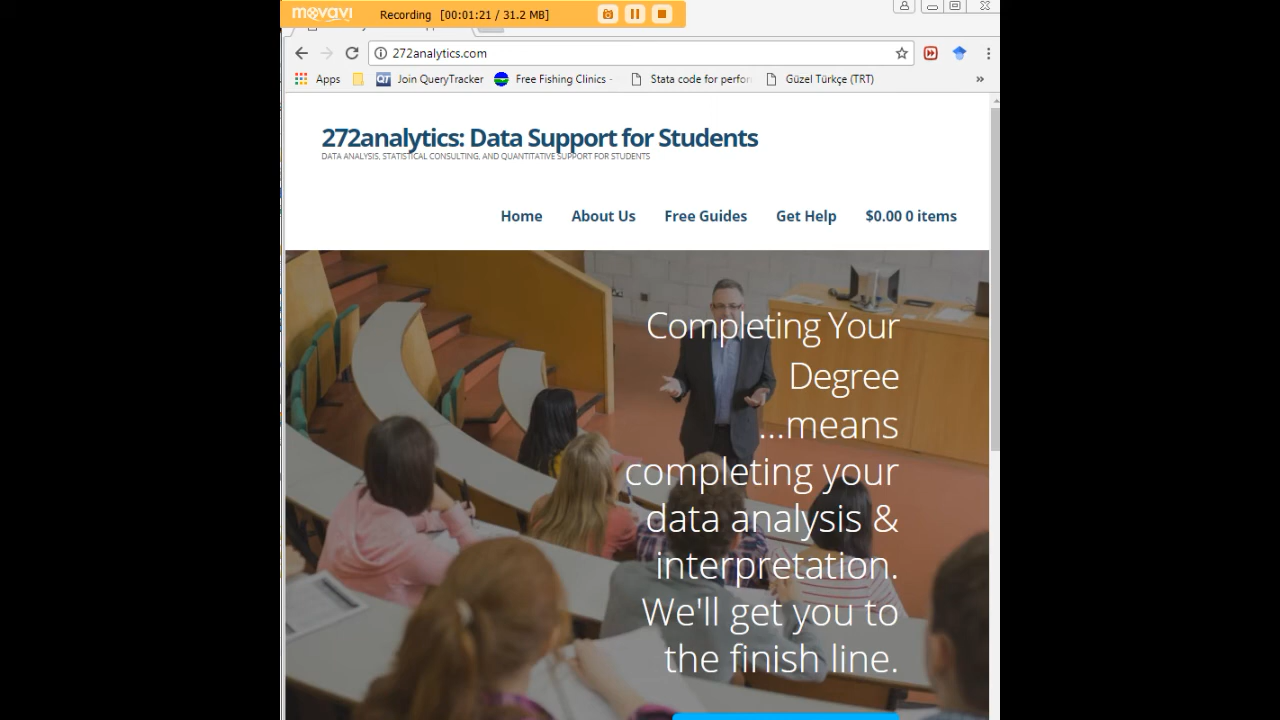 movavi Recording [00:01:21 / 31.2 MB]
272analytics.com
Apps QT Join QueryTracker Free Fishing Clinics - Stata code for perfor Güzel Türkçe (TRT) »
272analytics: Data Support for Students
DATA ANALYSIS, STATISTICAL CONSULTING, AND QUANTITATIVE SUPPORT FOR STUDENTS
Home About Us Free Guides Get Help $0.00 0 items
Completing Your
Degree
...means
completing your
data analysis &
interpretation.
We'll get you to
the finish line.